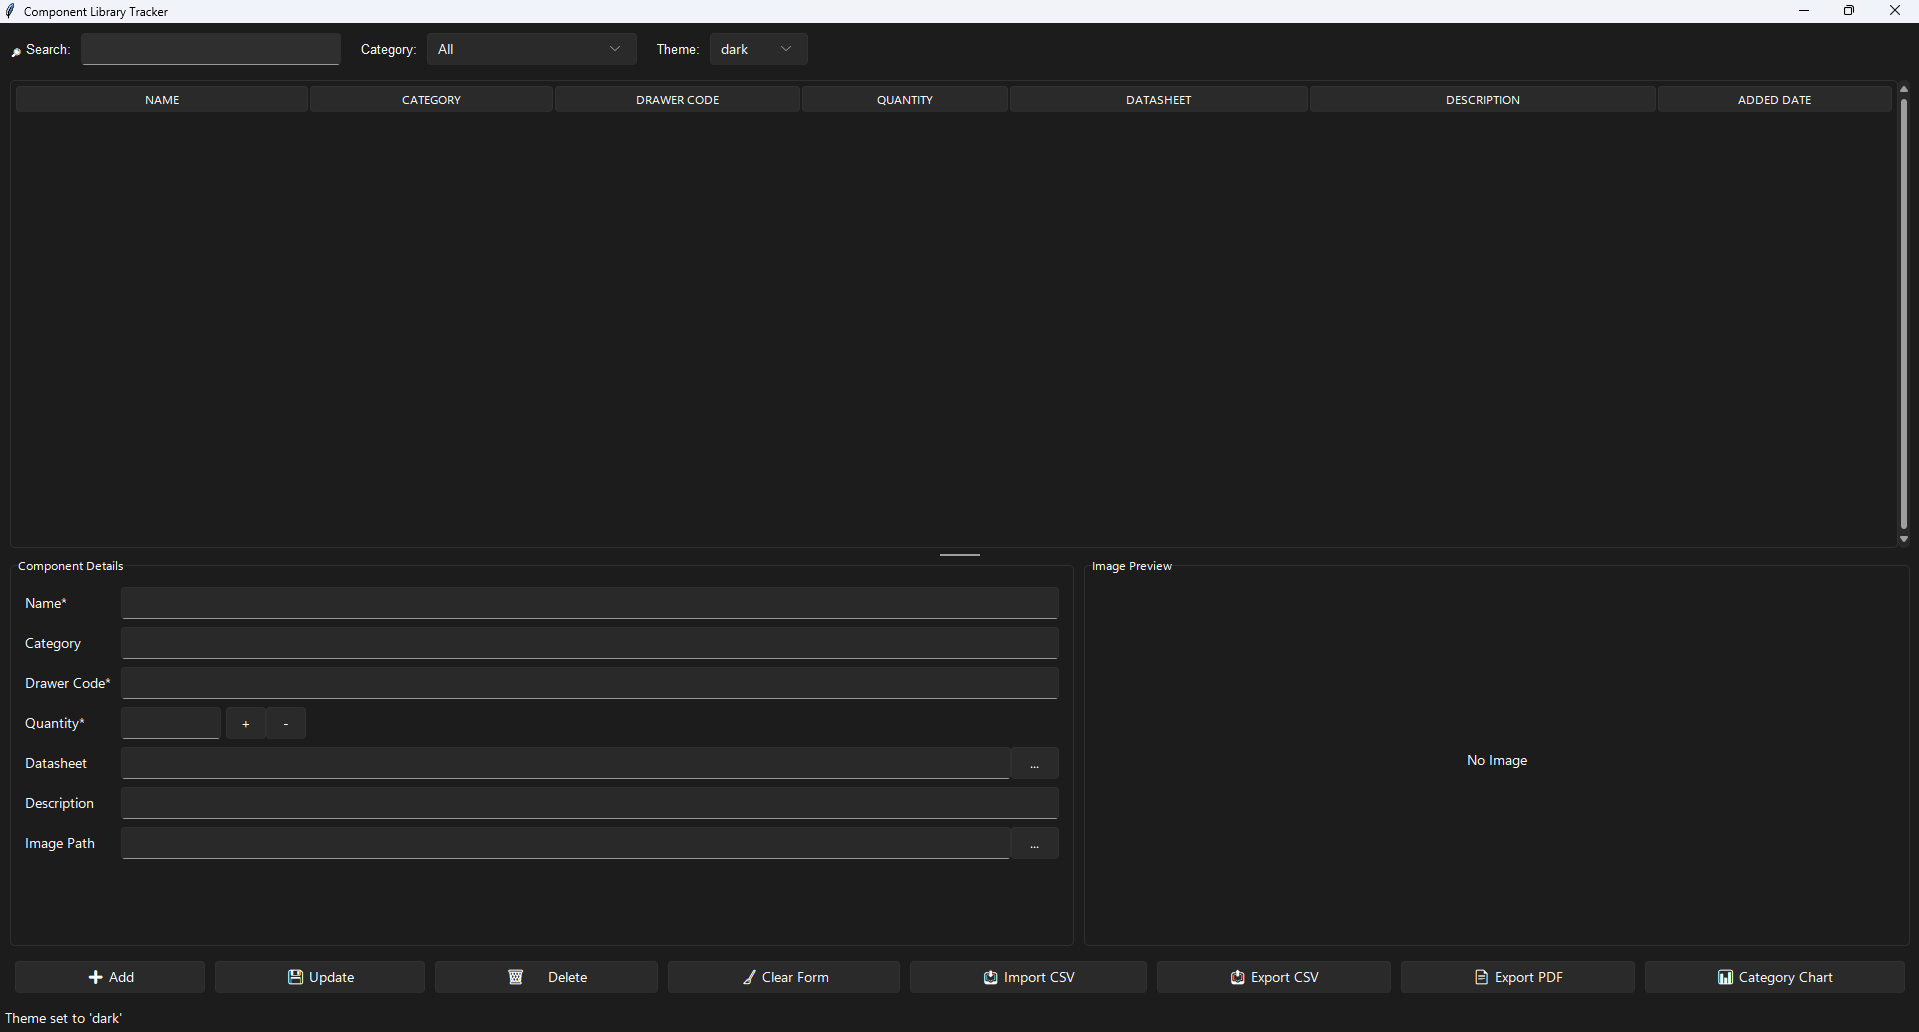 Component Library Tracker
Search: Category: All Theme: dark
NAME CATEGORY DRAWER CODE QUANTITY DATASHEET DESCRIPTION ADDED DATE
Component Details
Name*
Category
Drawer Code*
Quantity* + -
Datasheet ...
Description
Image Path ...
Image Preview
No Image
Add Update Delete Clear Form Import CSV Export CSV Export PDF Category Chart
Theme set to 'dark'